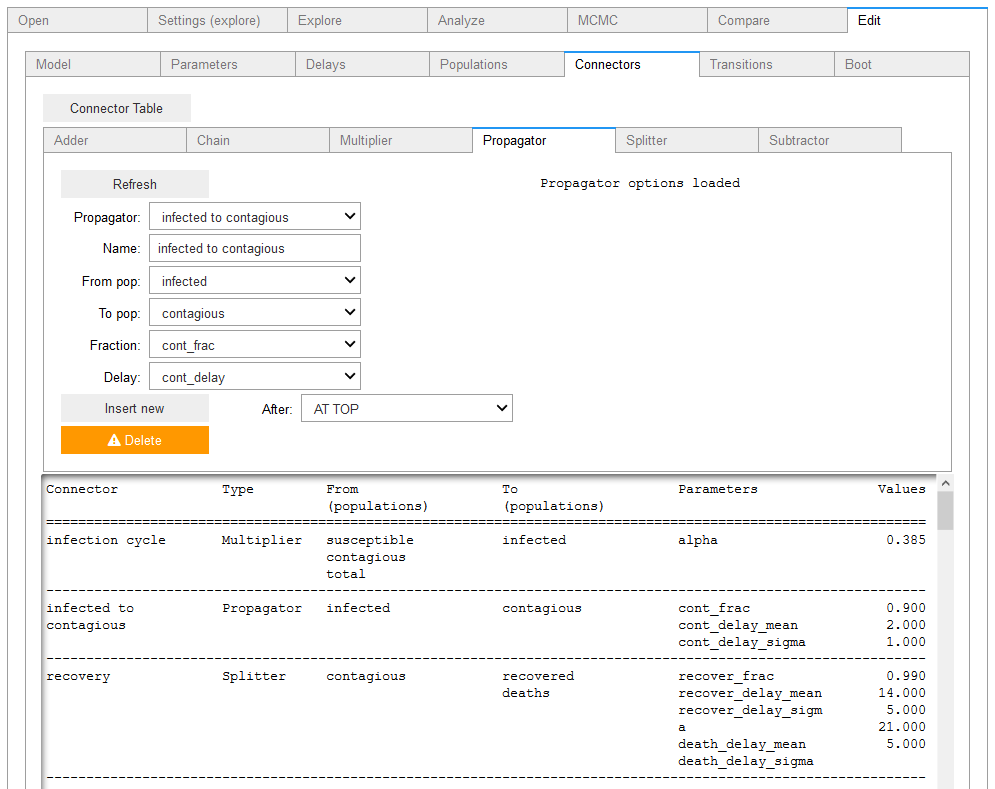 Open Settings (explore) Explore Analyze MCMC Compare Edit
Model Parameters Delays Populations Connectors Transitions Boot
Connector Table
Adder Chain Multiplier Propagator Splitter Subtractor
Refresh Propagator options loaded
Propagator: infected to contagious
Name: infected to contagious
From pop: infected
To pop: contagious
Fraction: cont_frac
Delay: cont_delay
Insert new After: AT TOP
Delete
Connector Type From To Parameters Values
(populations) (populations)
================================================================================================================
infection cycle Multiplier susceptible infected alpha 0.385
contagious
total
----------------------------------------------------------------------------------------------------------------
infected to Propagator infected contagious cont_frac 0.900
contagious cont_delay_mean 2.000
cont_delay_sigma 1.000
----------------------------------------------------------------------------------------------------------------
recovery Splitter contagious recovered recover_frac 0.990
deaths recover_delay_mean 14.000
recover_delay_sigm 5.000
a 21.000
death_delay_mean 5.000
death_delay_sigma
----------------------------------------------------------------------------------------------------------------